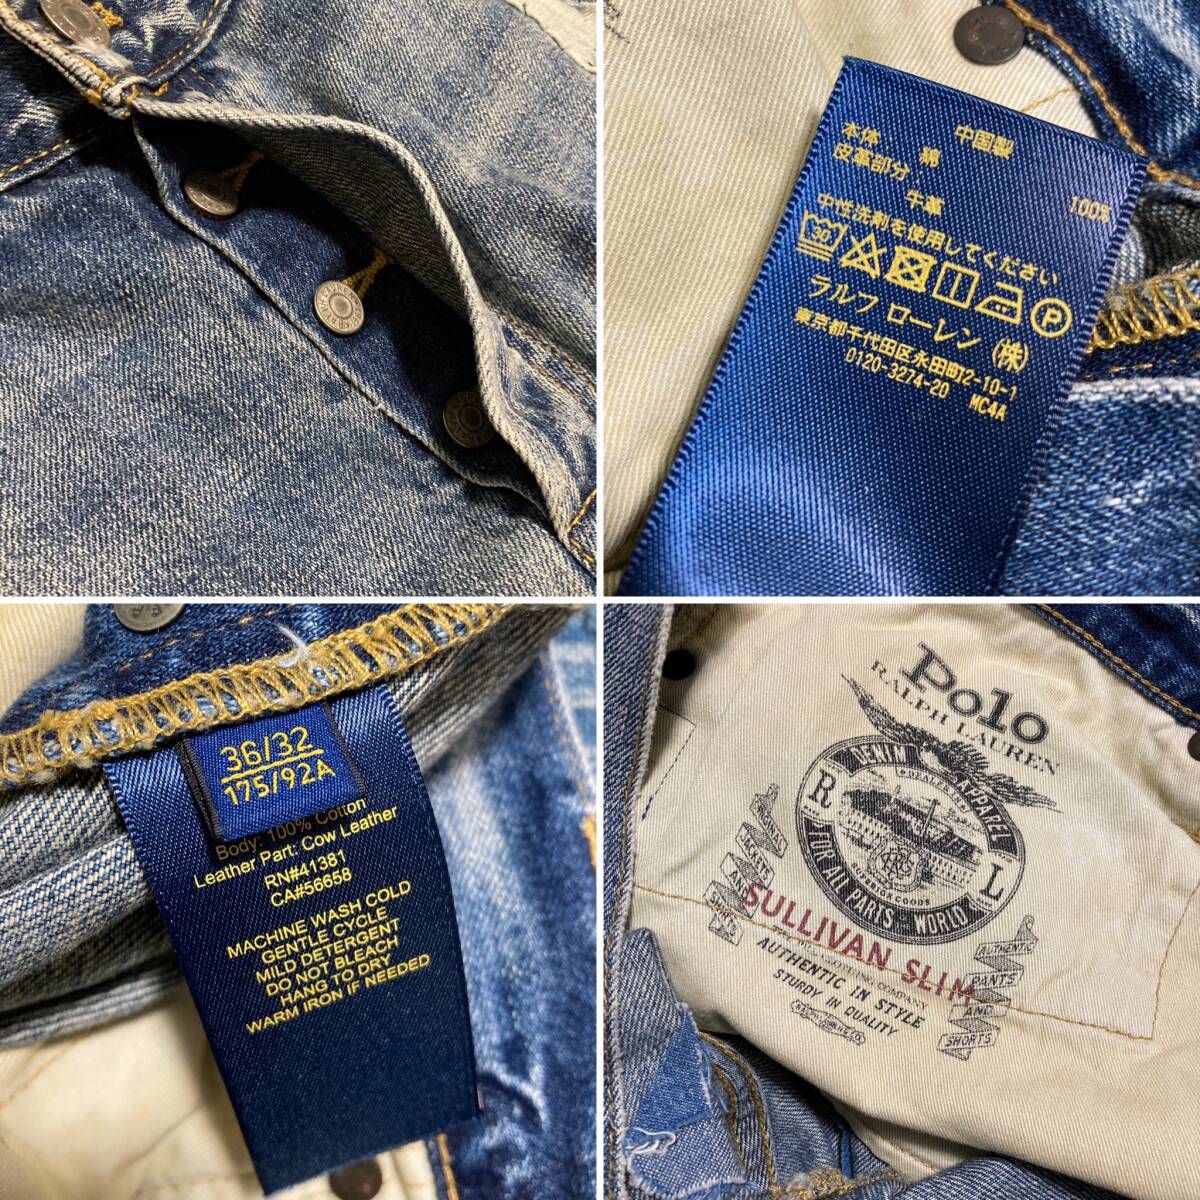 中国製
本体 綿 100%
皮革部分 牛革
中性洗剤を使用してください
30
P
ラルフ ローレン (株)
東京都千代田区永田町2-10-1
0120-3274-20 MC4A
36/32
175/92A
Body: 100% Cotton
Leather Part: Cow Leather
RN#41381
CA#56658
MACHINE WASH COLD
GENTLE CYCLE
MILD DETERGENT
DO NOT BLEACH
HANG TO DRY
WARM IRON IF NEEDED
Polo
RALPH LAUREN
DENIM APPAREL
R L
FOR ALL PARTS WORLD
JACKETS
AND
SHIRTS
SULLIVAN SLIM
COMPANY
AUTHENTIC IN STYLE
STURDY IN QUALITY
AUTHENTIC
PANTS
AND
SHORTS